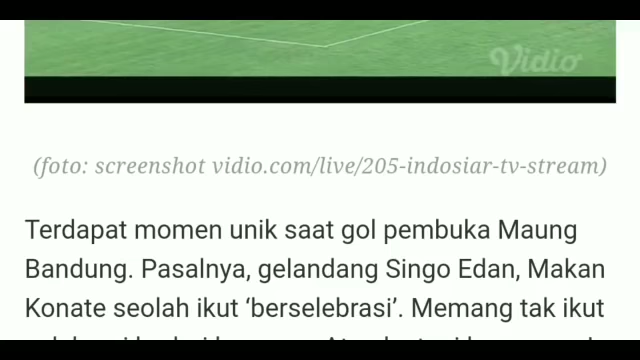 Vidio
(foto: screenshot vidio.com/live/205-indosiar-tv-stream)
Terdapat momen unik saat gol pembuka Maung
Bandung. Pasalnya, gelandang Singo Edan, Makan
Konate seolah ikut ‘berselebrasi’. Memang tak ikut